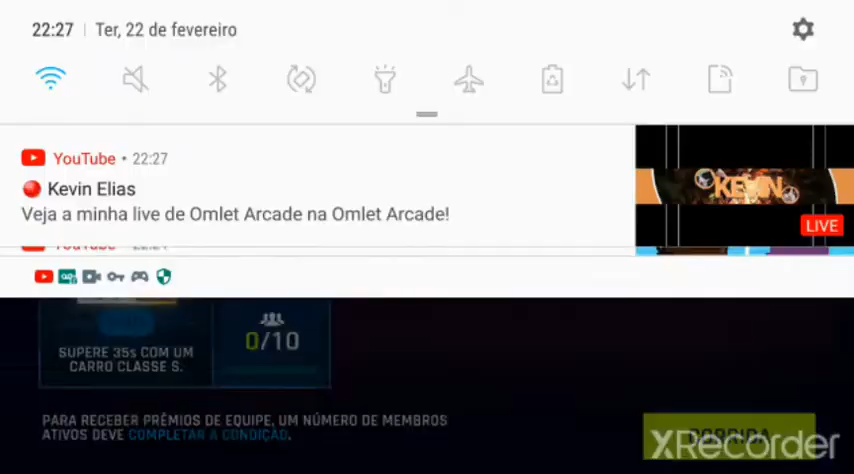 22:27 | Ter, 22 de fevereiro
YouTube • 22:27
Kevin Elias
Veja a minha live de Omlet Arcade na Omlet Arcade!
KEVIN
LIVE
0/10
SUPERE 35s COM UM
CARRO CLASSE S.
PARA RECEBER PRÊMIOS DE EQUIPE, UM NÚMERO DE MEMBROS
ATIVOS DEVE COMPLETAR A CONDIÇÃO.
CORRIDA
XRecorder